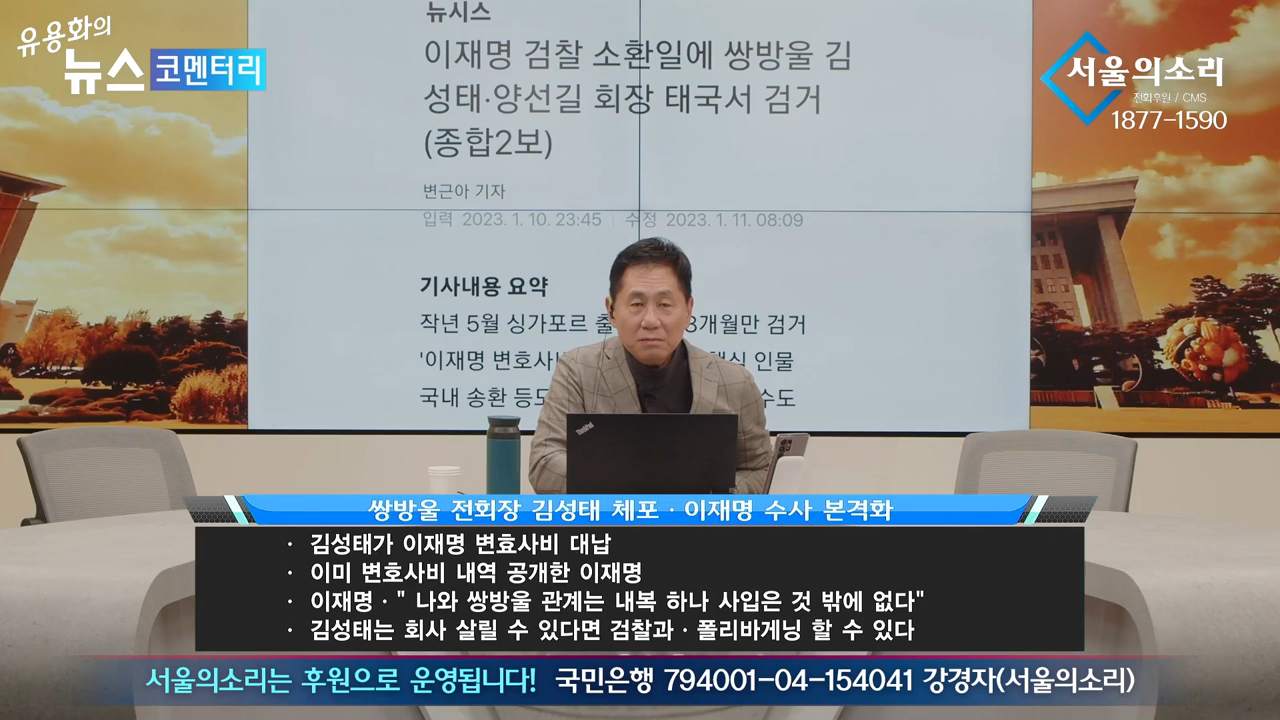 유용화의
뉴스 코멘터리
뉴시스
이재명 검찰 소환일에 쌍방울 김
성태·양선길 회장 태국서 검거
(종합2보)
변근아 기자
입력 2023. 1. 10. 23:45 | 수정 2023. 1. 11. 08:09
기사내용 요약
작년 5월 싱가포르 8개월만 검거
'이재명 변호사비 핵심 인물
국내 송환 등
서울의소리
전화후원 / CMS
1877-1590
ThinkPad
쌍방울 전회장 김성태 체포 · 이재명 수사 본격화
· 김성태가 이재명 변효사비 대납
· 이미 변호사비 내역 공개한 이재명
· 이재명 · " 나와 쌍방울 관계는 내복 하나 사입은 것 밖에 없다"
· 김성태는 회사 살릴 수 있다면 검찰과 · 폴리바게닝 할 수 있다
서울의소리는 후원으로 운영됩니다! 국민은행 794001-04-154041 강경자(서울의소리)